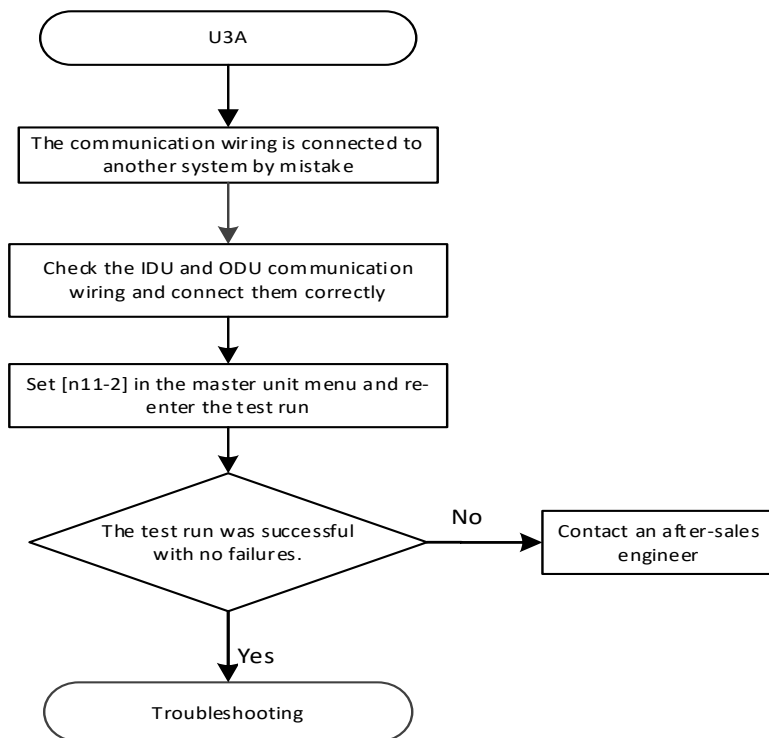 U3A
The communication wiring is connected to
another system by mistake
Check the IDU and ODU communication
wiring and connect them correctly
Set [n11-2] in the master unit menu and re-
enter the test run
The test run was successful
with no failures.
No
Contact an after-sales
engineer
Yes
Troubleshooting